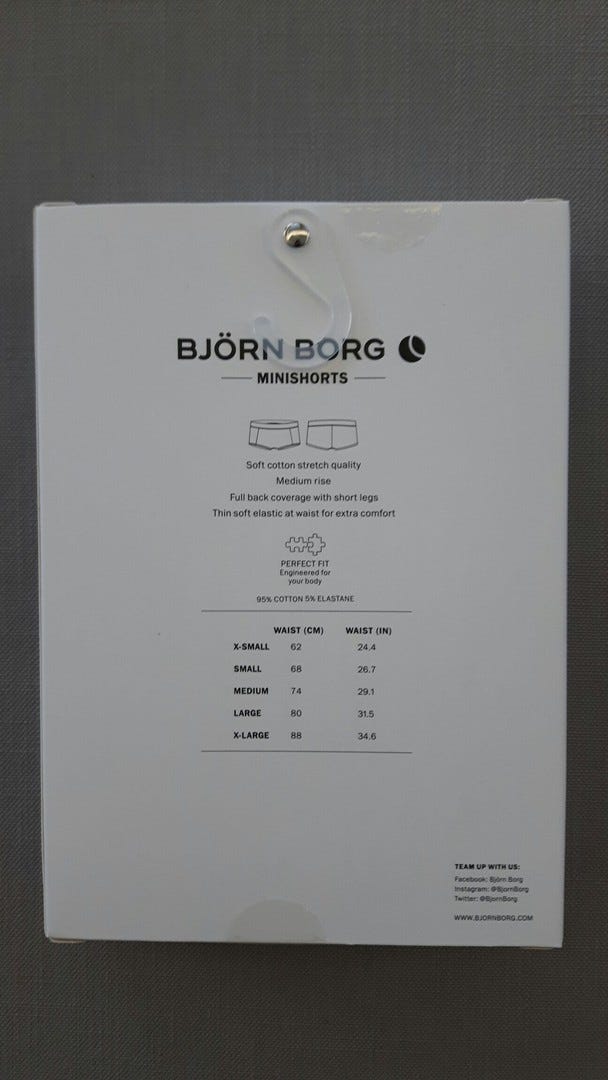 BJÖRN BORG
MINISHORTS
Soft cotton stretch quality
Medium rise
Full back coverage with short legs
Thin soft elastic at waist for extra comfort
PERFECT FIT
Engineered for
your body
95% COTTON 5% ELASTANE
WAIST (CM) WAIST (IN)
X-SMALL 62 24.4
SMALL 68 26.7
MEDIUM 74 29.1
LARGE 80 31.5
X-LARGE 88 34.6
TEAM UP WITH US:
Facebook: Björn Borg
Instagram: @BjornBorg
Twitter: @BjornBorg
WWW.BJORNBORG.COM